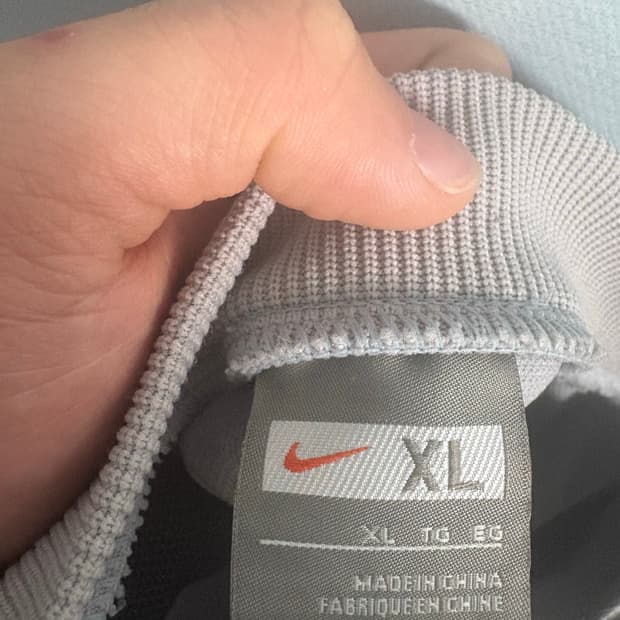 XL
XL TG EG
MADE IN CHINA
FABRIQUE EN CHINE